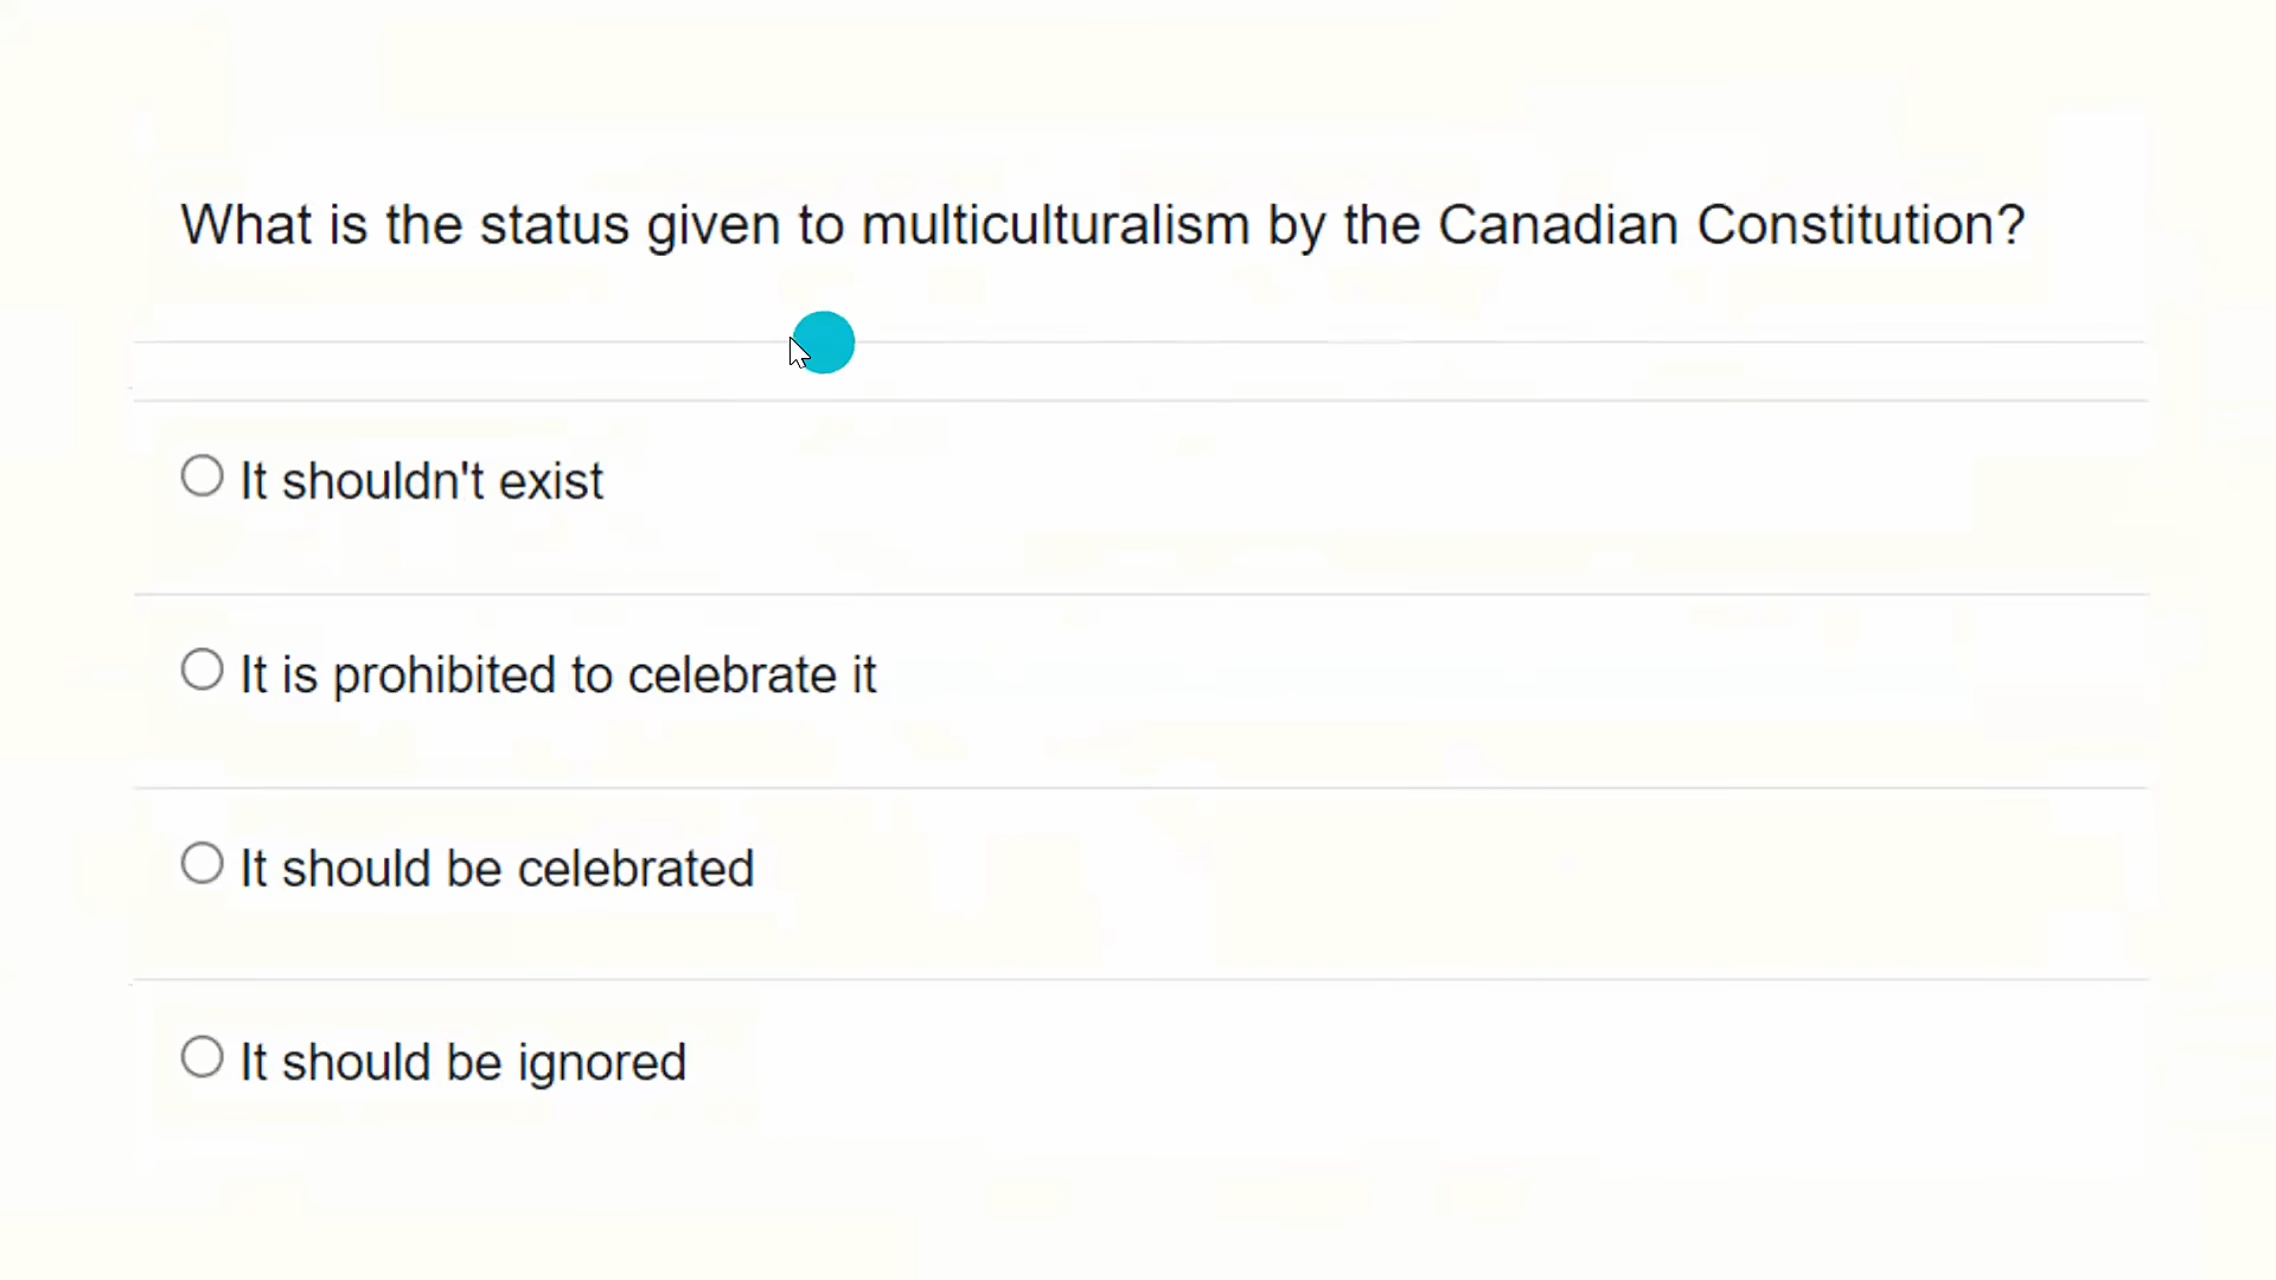 What is the status given to multiculturalism by the Canadian Constitution?
It shouldn't exist
It is prohibited to celebrate it
It should be celebrated
It should be ignored